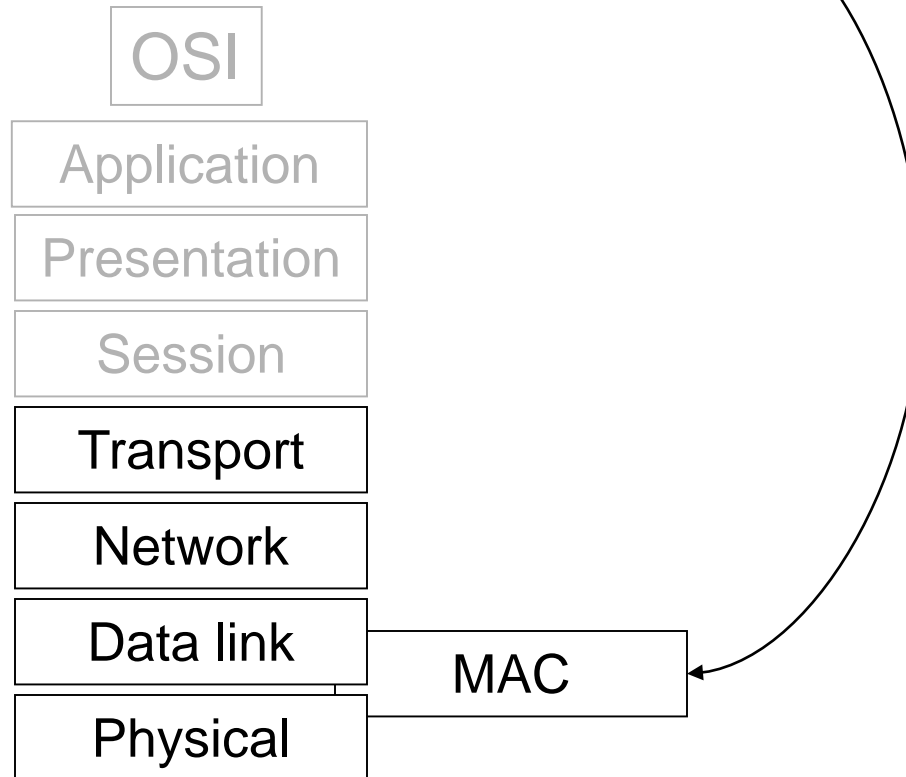 OSI
Application
Presentation
Session
Transport
Network
Data link
MAC
Physical